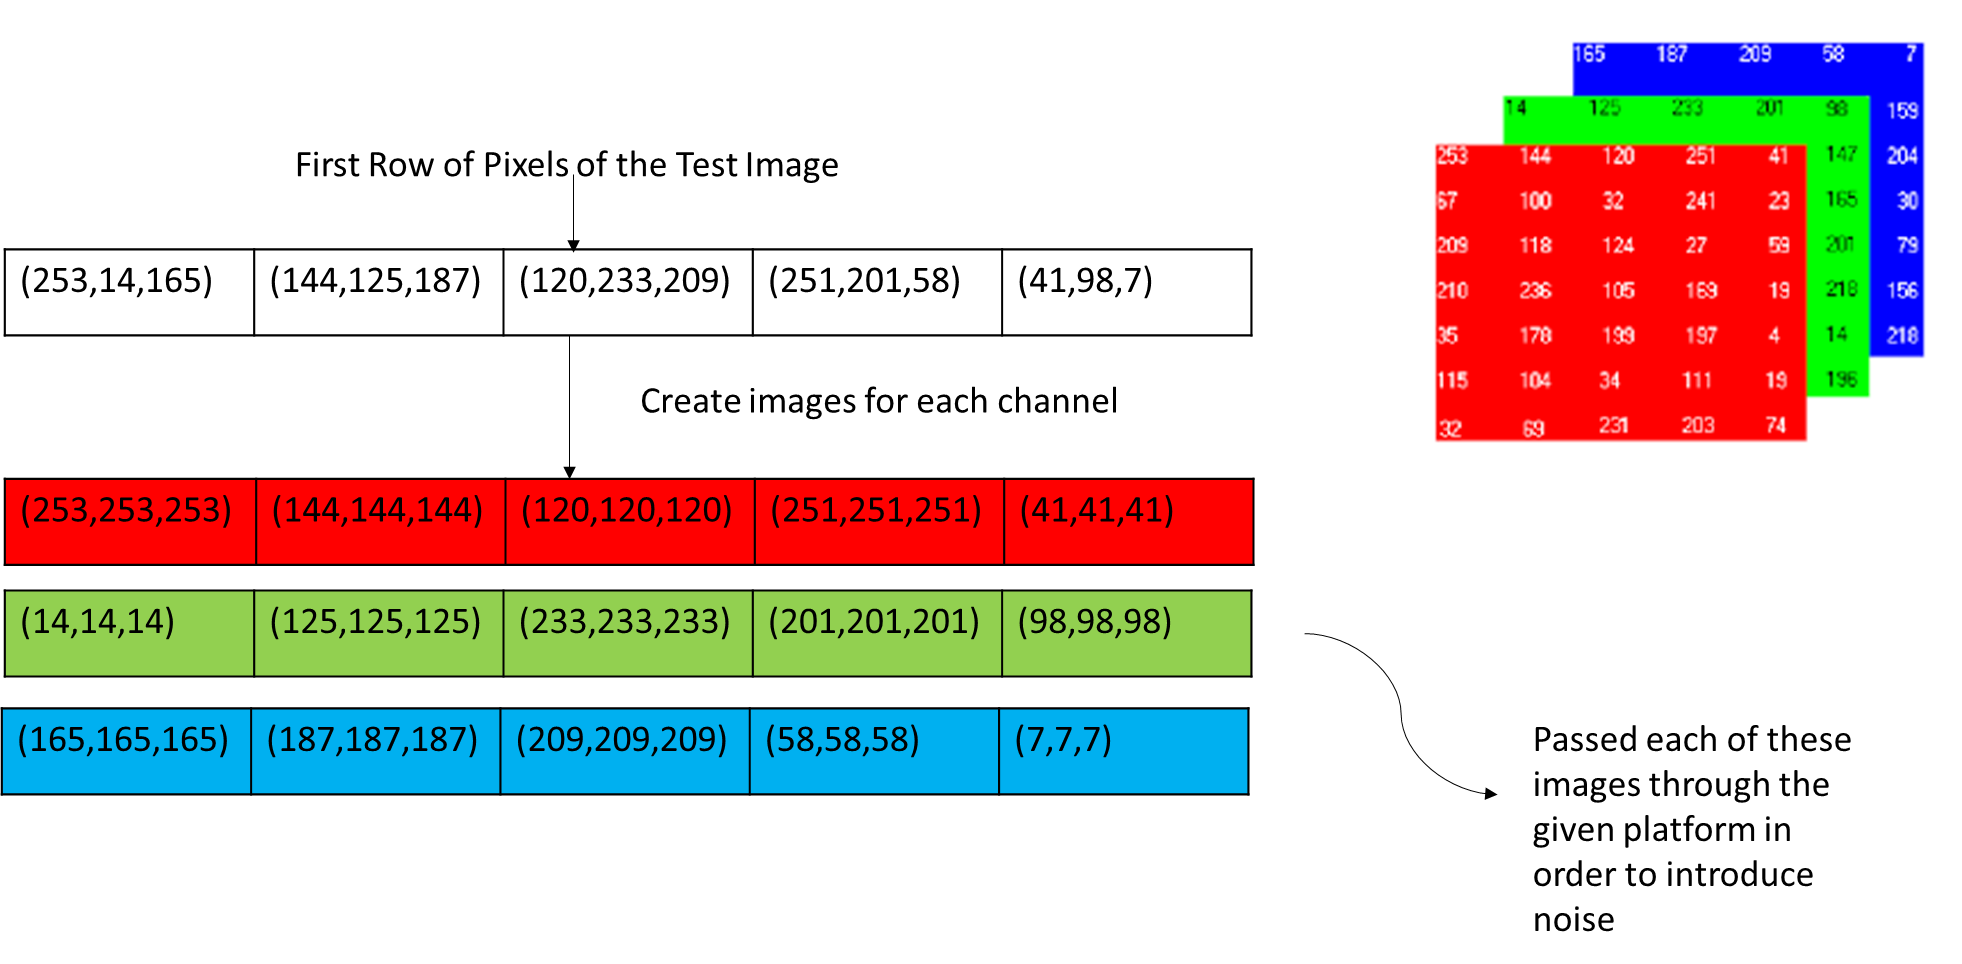 165 187 209 58 7
14 125 233 201 98 159
253 144 120 251 41 147 204
67 100 32 241 23 165 30
209 118 124 27 59 201 79
210 236 105 169 19 218 156
35 178 199 197 4 14 218
115 104 34 111 19 196
32 69 231 203 74
First Row of Pixels of the Test Image
(253,14,165) (144,125,187) (120,233,209) (251,201,58) (41,98,7)
Create images for each channel
(253,253,253) (144,144,144) (120,120,120) (251,251,251) (41,41,41)
(14,14,14) (125,125,125) (233,233,233) (201,201,201) (98,98,98)
(165,165,165) (187,187,187) (209,209,209) (58,58,58) (7,7,7)
Passed each of these
images through the
given platform in
order to introduce
noise